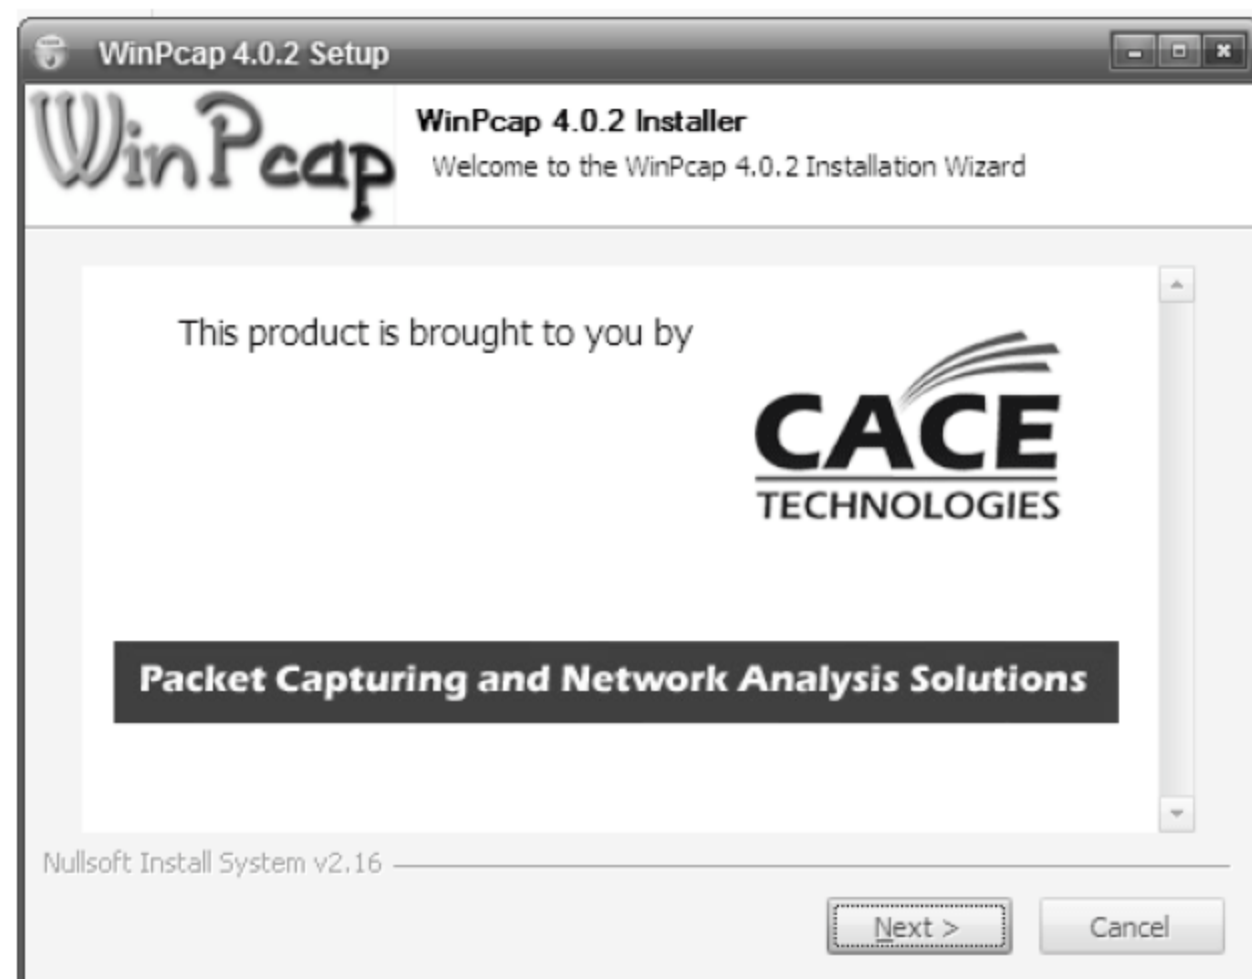 WinPcap 4.0.2 Setup
WinPcap
WinPcap 4.0.2 Installer
Welcome to the WinPcap 4.0.2 Installation Wizard
This product is brought to you by
CACE
TECHNOLOGIES
Packet Capturing and Network Analysis Solutions
Nullsoft Install System v2.16
Next >
Cancel